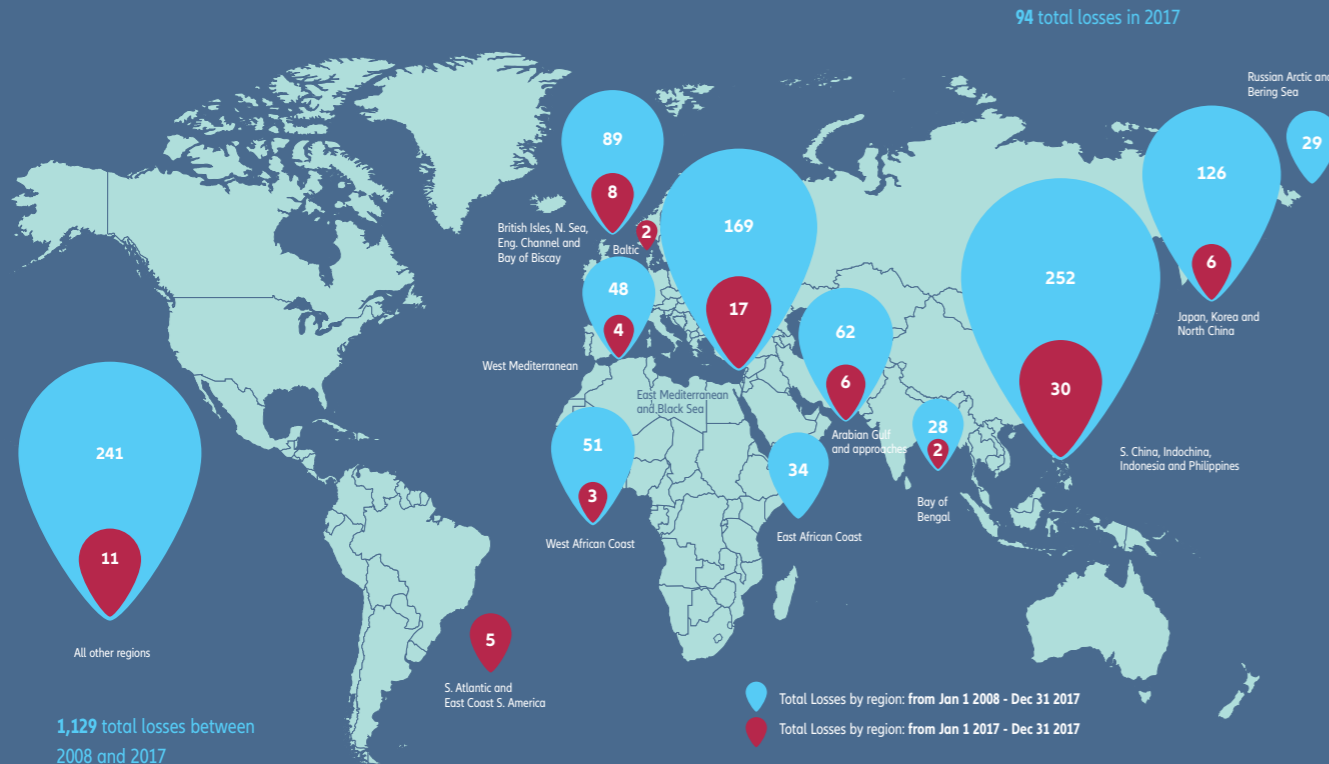 94 total losses in 2017
Russian Arctic and
Bering Sea
29
89
8
126
6
British Isles, N. Sea,
Eng. Channel and
Bay of Biscay
2
Baltic
169
17
252
30
48
4
Japan, Korea and
North China
62
6
West Mediterranean
East Mediterranean
and Black Sea
Arabian Gulf
and approaches
28
2
51
3
34
241
11
S. China, Indochina,
Indonesia and Philippines
Bay of
Bengal
West African Coast
East African Coast
All other regions
5
S. Atlantic and
East Coast S. America
Total Losses by region: from Jan 1 2008 - Dec 31 2017
Total Losses by region: from Jan 1 2017 - Dec 31 2017
1,129 total losses between
2008 and 2017